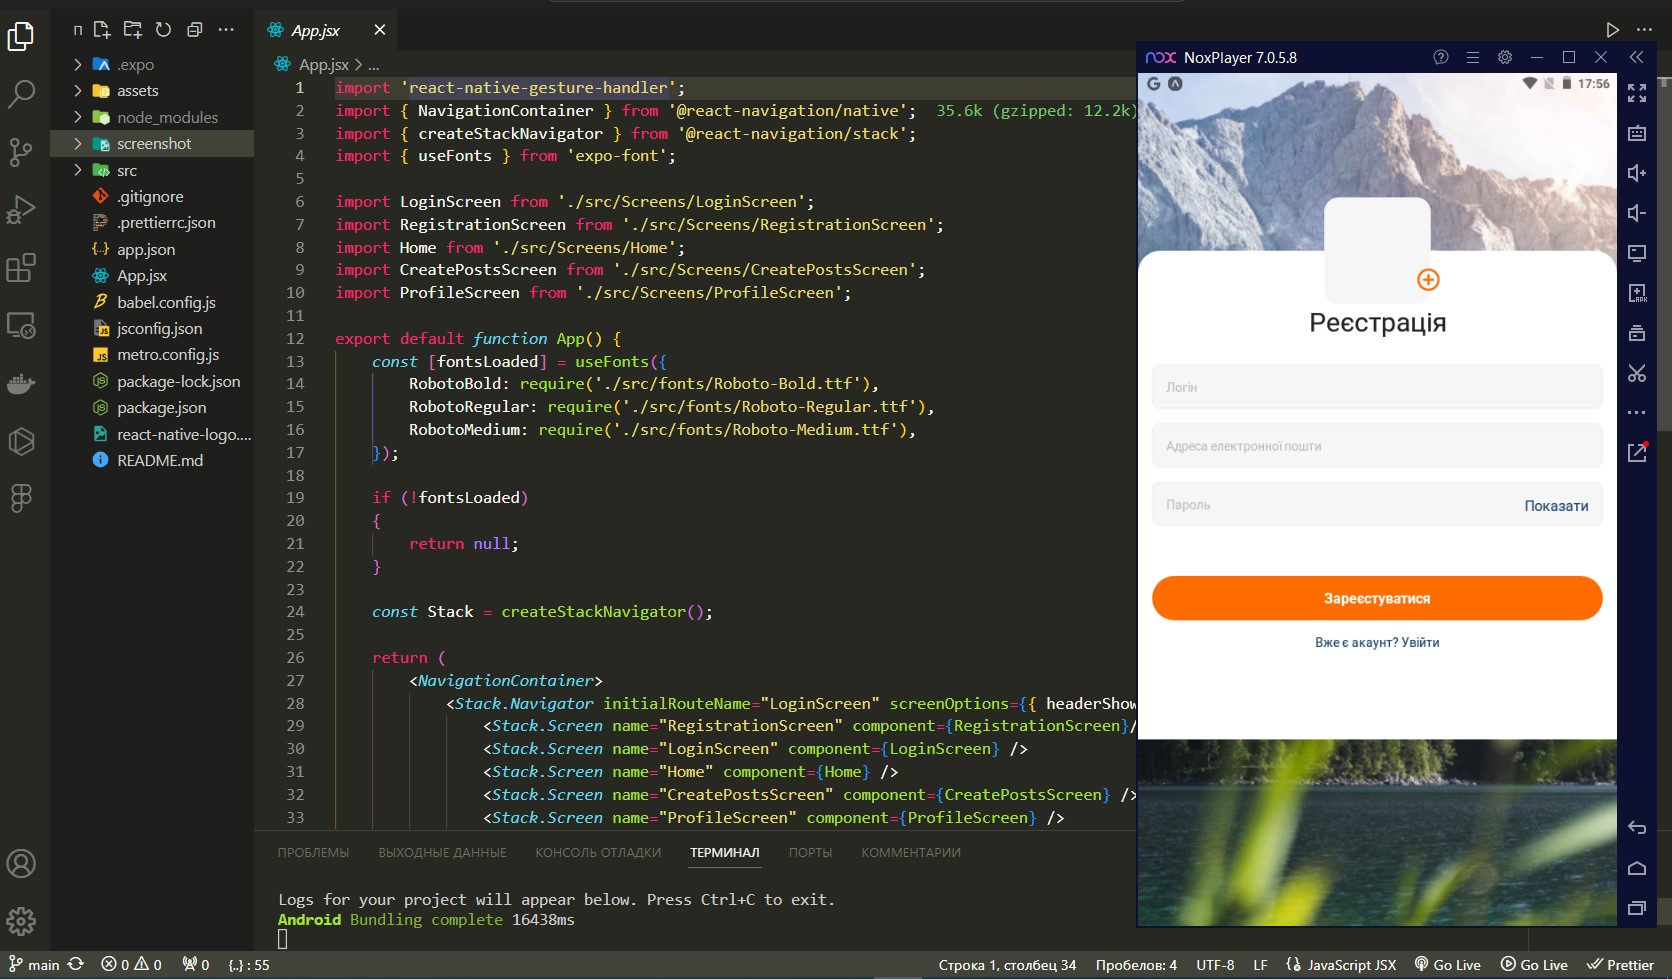 П
App.jsx
App.jsx > ...
.expo
assets
node_modules
screenshot
src
.gitignore
.prettierrc.json
app.json
App.jsx
babel.config.js
jsconfig.json
metro.config.js
package-lock.json
package.json
react-native-logo....
README.md
1 import 'react-native-gesture-handler';
2 import { NavigationContainer } from '@react-navigation/native'; 35.6k (gzipped: 12.2k)
3 import { createStackNavigator } from '@react-navigation/stack';
4 import { useFonts } from 'expo-font';
5
6 import LoginScreen from './src/Screens/LoginScreen';
7 import RegistrationScreen from './src/Screens/RegistrationScreen';
8 import Home from './src/Screens/Home';
9 import CreatePostsScreen from './src/Screens/CreatePostsScreen';
10 import ProfileScreen from './src/Screens/ProfileScreen';
11
12 export default function App() {
13 const [fontsLoaded] = useFonts({
14 RobotoBold: require('./src/fonts/Roboto-Bold.ttf'),
15 RobotoRegular: require('./src/fonts/Roboto-Regular.ttf'),
16 RobotoMedium: require('./src/fonts/Roboto-Medium.ttf'),
17 });
18
19 if (!fontsLoaded)
20 {
21 return null;
22 }
23
24 const Stack = createStackNavigator();
25
26 return (
27 <NavigationContainer>
28 <Stack.Navigator initialRouteName="LoginScreen" screenOptions={{ headerShow
29 <Stack.Screen name="RegistrationScreen" component={RegistrationScreen}/
30 <Stack.Screen name="LoginScreen" component={LoginScreen} />
31 <Stack.Screen name="Home" component={Home} />
32 <Stack.Screen name="CreatePostsScreen" component={CreatePostsScreen} />
33 <Stack.Screen name="ProfileScreen" component={ProfileScreen} />
ПРОБЛЕМЫ ВЫХОДНЫЕ ДАННЫЕ КОНСОЛЬ ОТЛАДКИ ТЕРМИНАЛ ПОРТЫ КОММЕНТАРИИ
Logs for your project will appear below. Press Ctrl+C to exit.
Android Bundling complete 16438ms
nox NoxPlayer 7.0.5.8
G A 17:56
Реєстрація
Логін
Адреса електронної пошти
Пароль Показати
Зареєстуватися
Вже є акаунт? Увійти
APK
main 0 0 0 {..} : 55 Строка 1, столбец 34 Пробелов: 4 UTF-8 LF JavaScript JSX Go Live Go Live Prettier